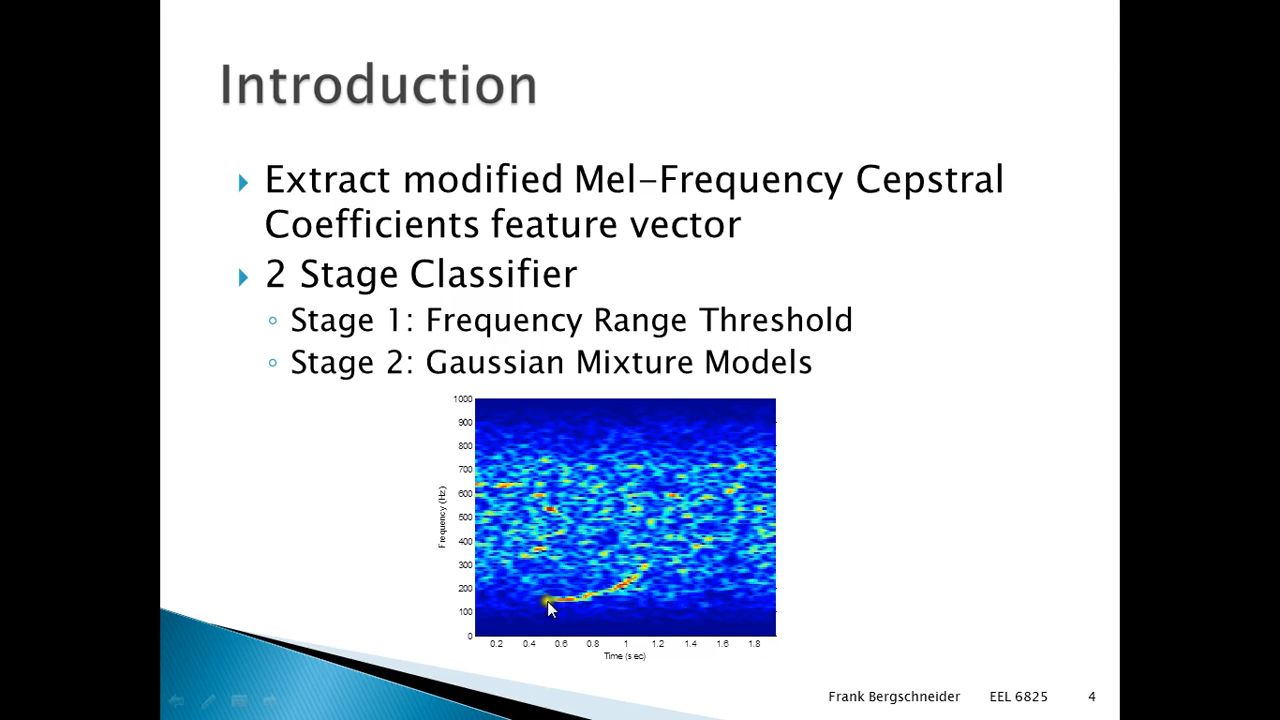 Introduction
Extract modified Mel-Frequency Cepstral
Coefficients feature vector
2 Stage Classifier
Stage 1: Frequency Range Threshold
Stage 2: Gaussian Mixture Models
1000
900
800
700
600
500
400
300
200
100
0
Frequency (Hz)
0.2 0.4 0.6 0.8 1 1.2 1.4 1.6 1.8
Time (sec)
Frank Bergschneider EEL 6825 4